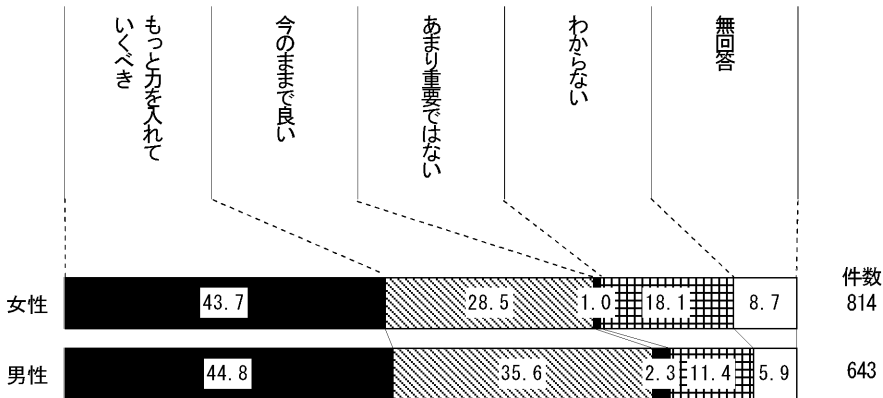 もっと力を入れて
いくべき
今のままで良い
あまり重要ではない
わからない
無回答
件数
女性 43.7 28.5 1.0 18.1 8.7 814
男性 44.8 35.6 2.3 11.4 5.9 643